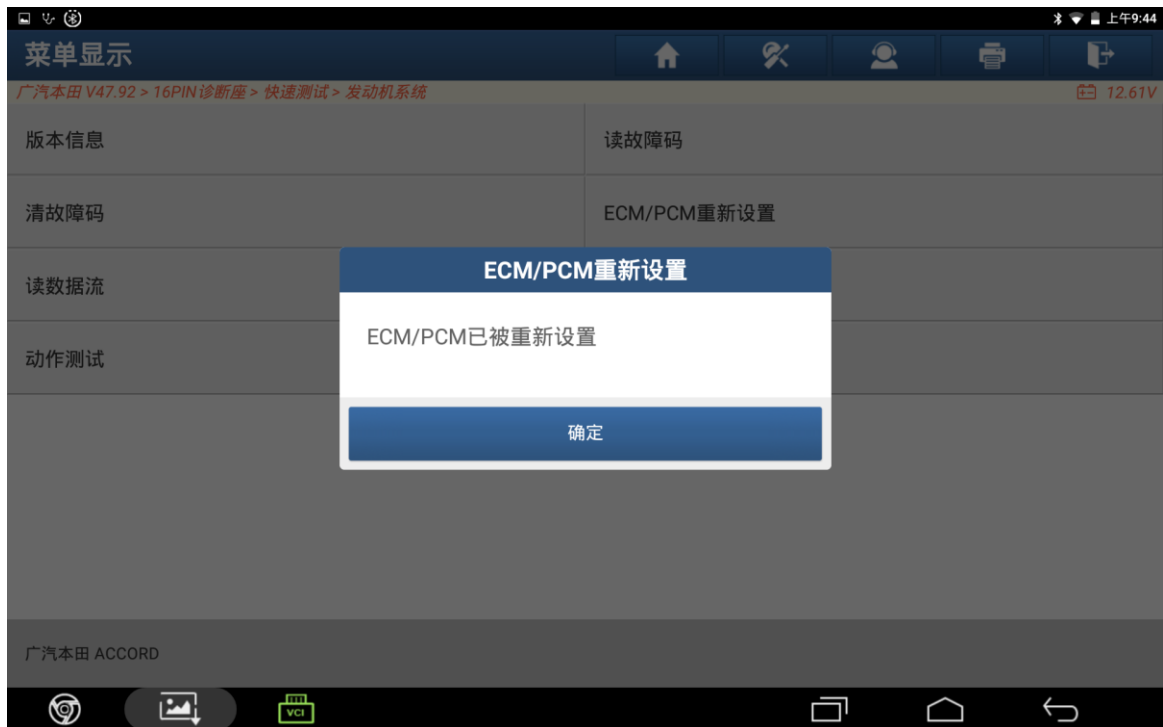 上午9:44
菜单显示
广汽本田 V47.92 > 16PIN诊断座 > 快速测试 > 发动机系统
12.61V
版本信息
读故障码
清故障码
ECM/PCM重新设置
读数据流
动作测试
ECM/PCM重新设置
ECM/PCM已被重新设置
确定
广汽本田 ACCORD
VCI